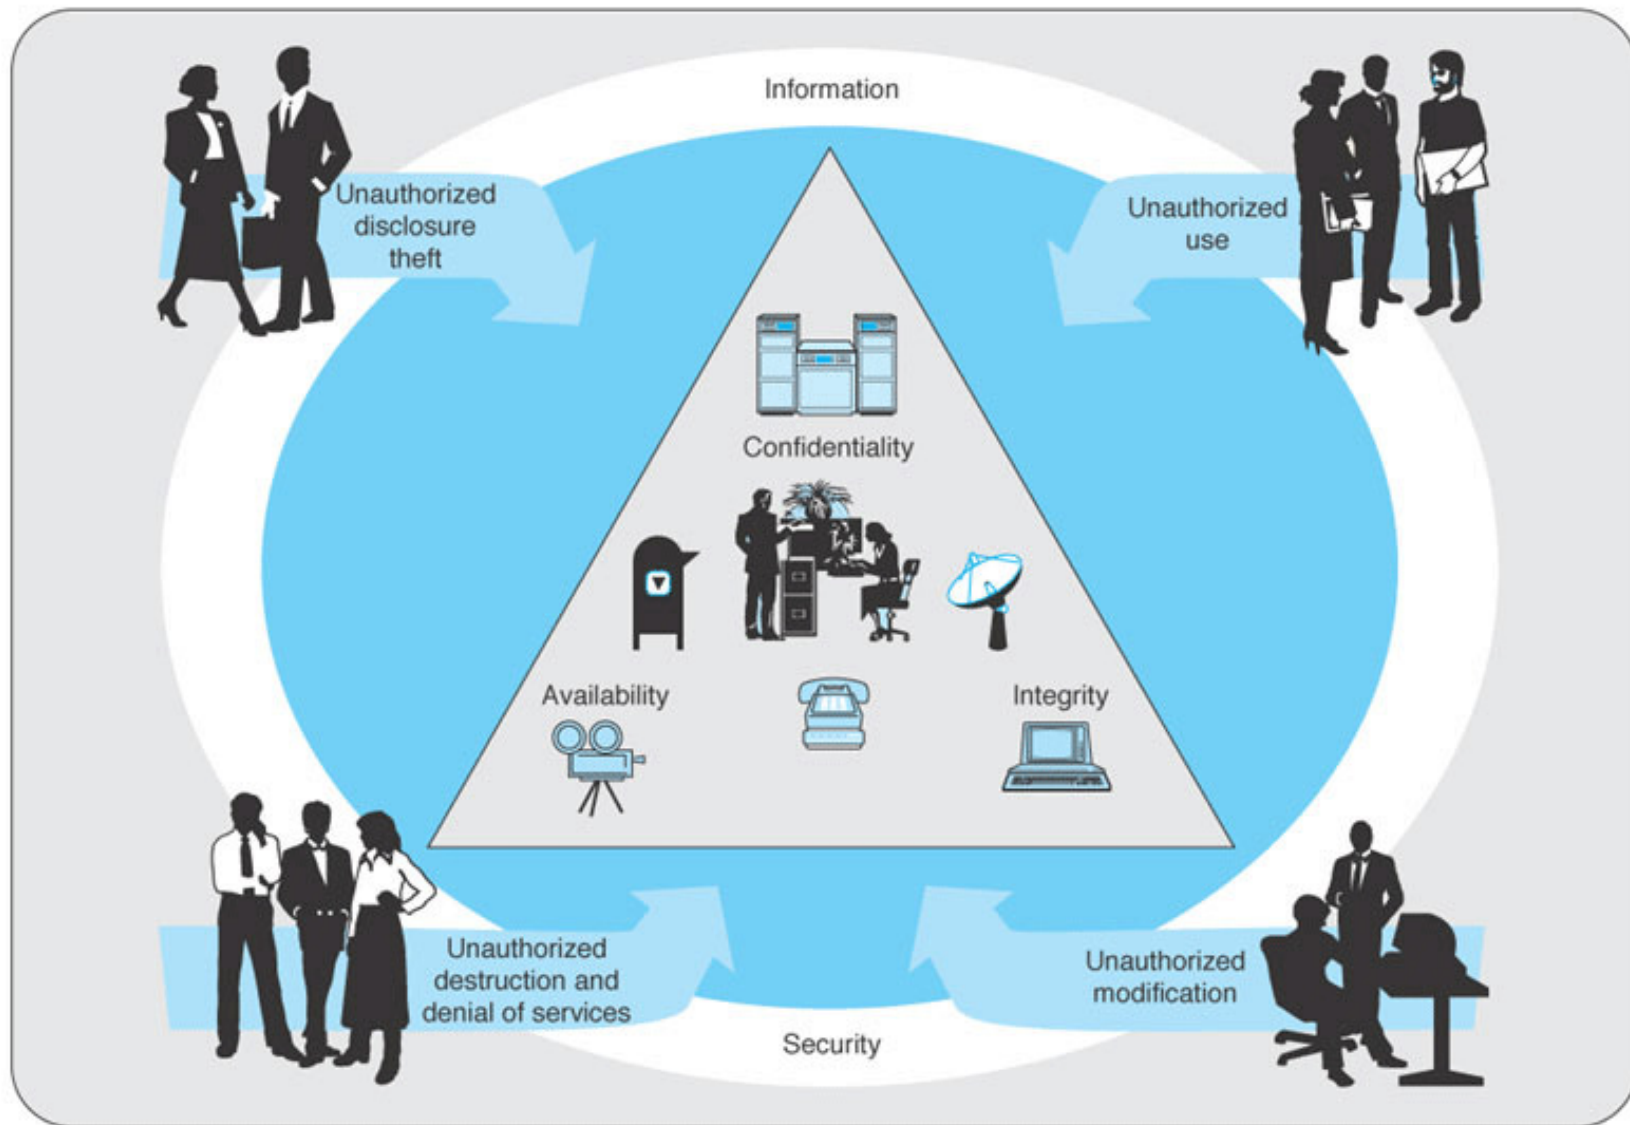 Information
Unauthorized
disclosure
theft
Unauthorized
use
Confidentiality
Availability
Integrity
Unauthorized
destruction and
denial of services
Unauthorized
modification
Security